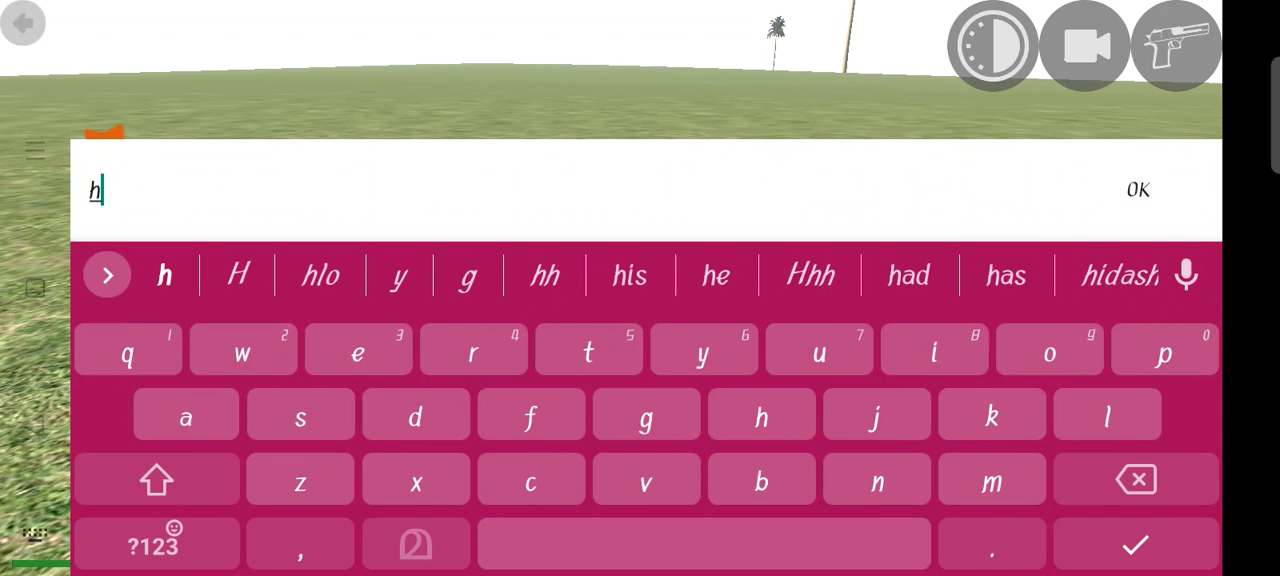 h
OK
h H hlo y g hh his he Hhh had has hidash
q 1 w 2 e 3 r 4 t 5 y 6 u 7 i 8 o 9 p 0
a s d f g h j k l
z x c v b n m
?123 , മ .